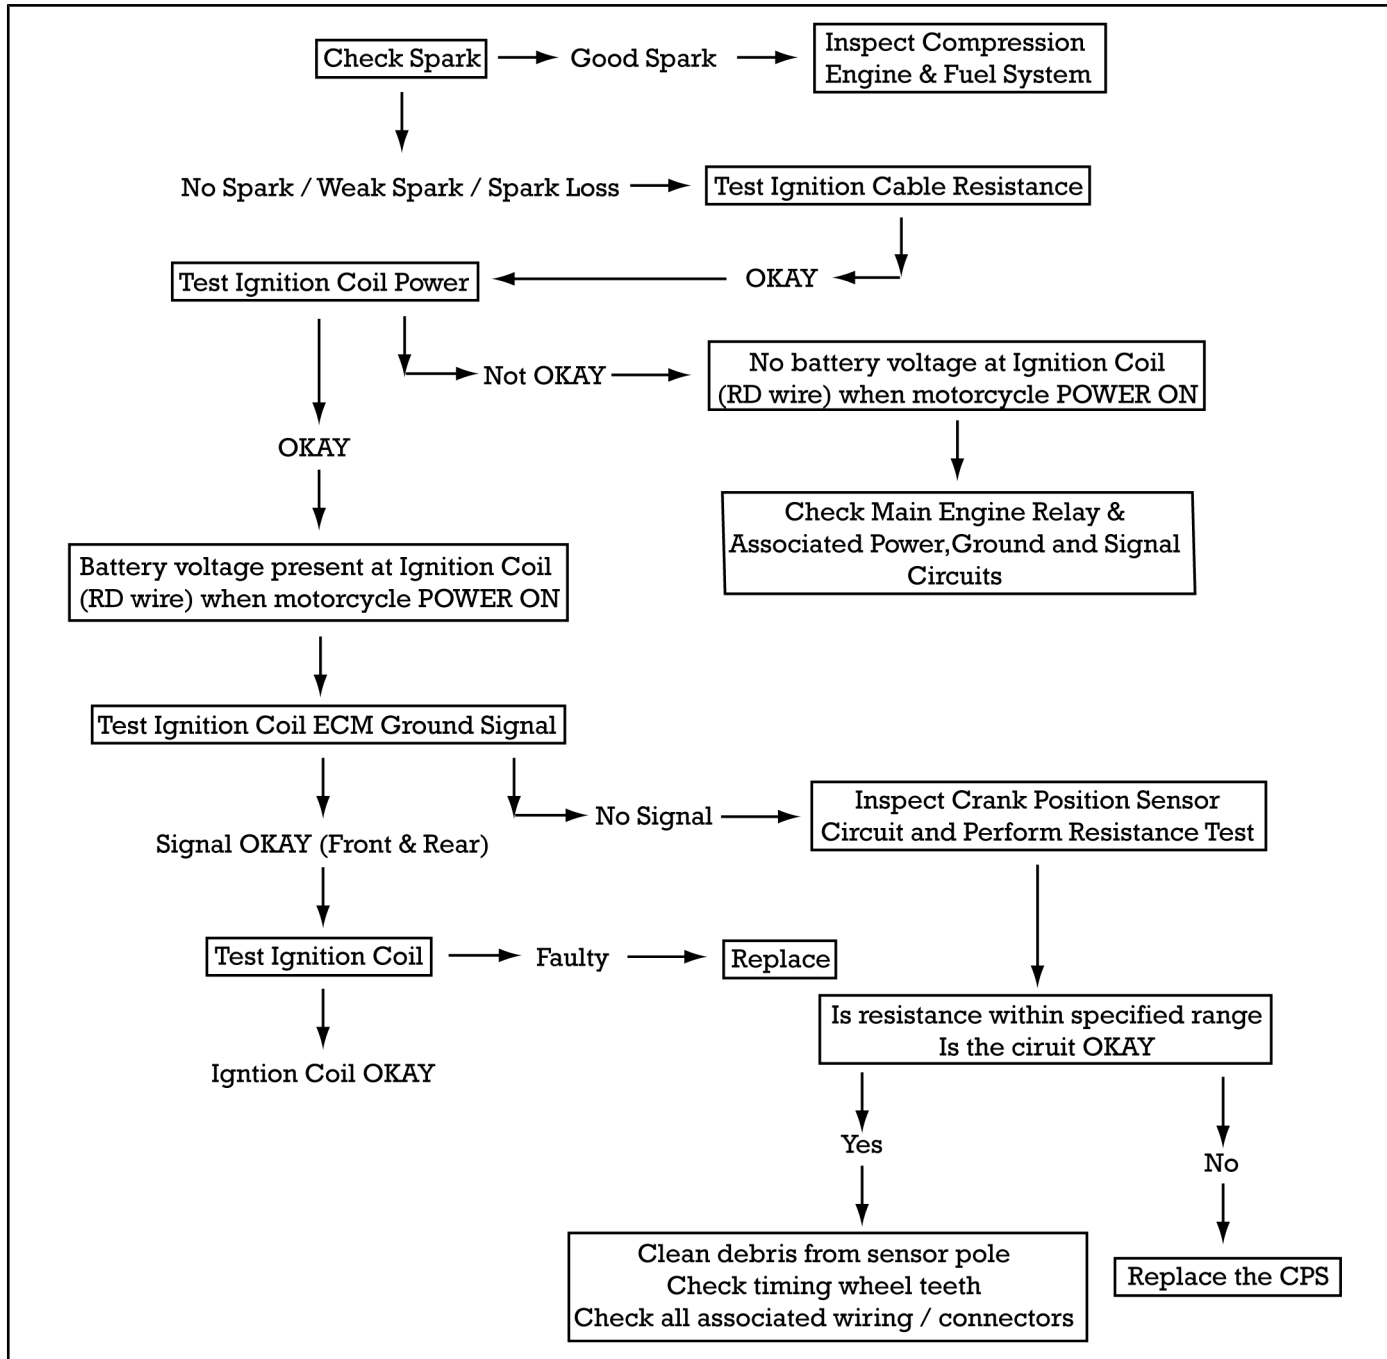 Check Spark
Good Spark
Inspect Compression
Engine & Fuel System
No Spark / Weak Spark / Spark Loss
Test Ignition Cable Resistance
OKAY
Test Ignition Coil Power
Not OKAY
No battery voltage at Ignition Coil
(RD wire) when motorcycle POWER ON
Check Main Engine Relay &
Associated Power,Ground and Signal
Circuits
OKAY
Battery voltage present at Ignition Coil
(RD wire) when motorcycle POWER ON
Test Ignition Coil ECM Ground Signal
No Signal
Inspect Crank Position Sensor
Circuit and Perform Resistance Test
Signal OKAY (Front & Rear)
Test Ignition Coil
Faulty
Replace
Igntion Coil OKAY
Is resistance within specified range
Is the ciruit OKAY
Yes
No
Clean debris from sensor pole
Check timing wheel teeth
Check all associated wiring / connectors
Replace the CPS